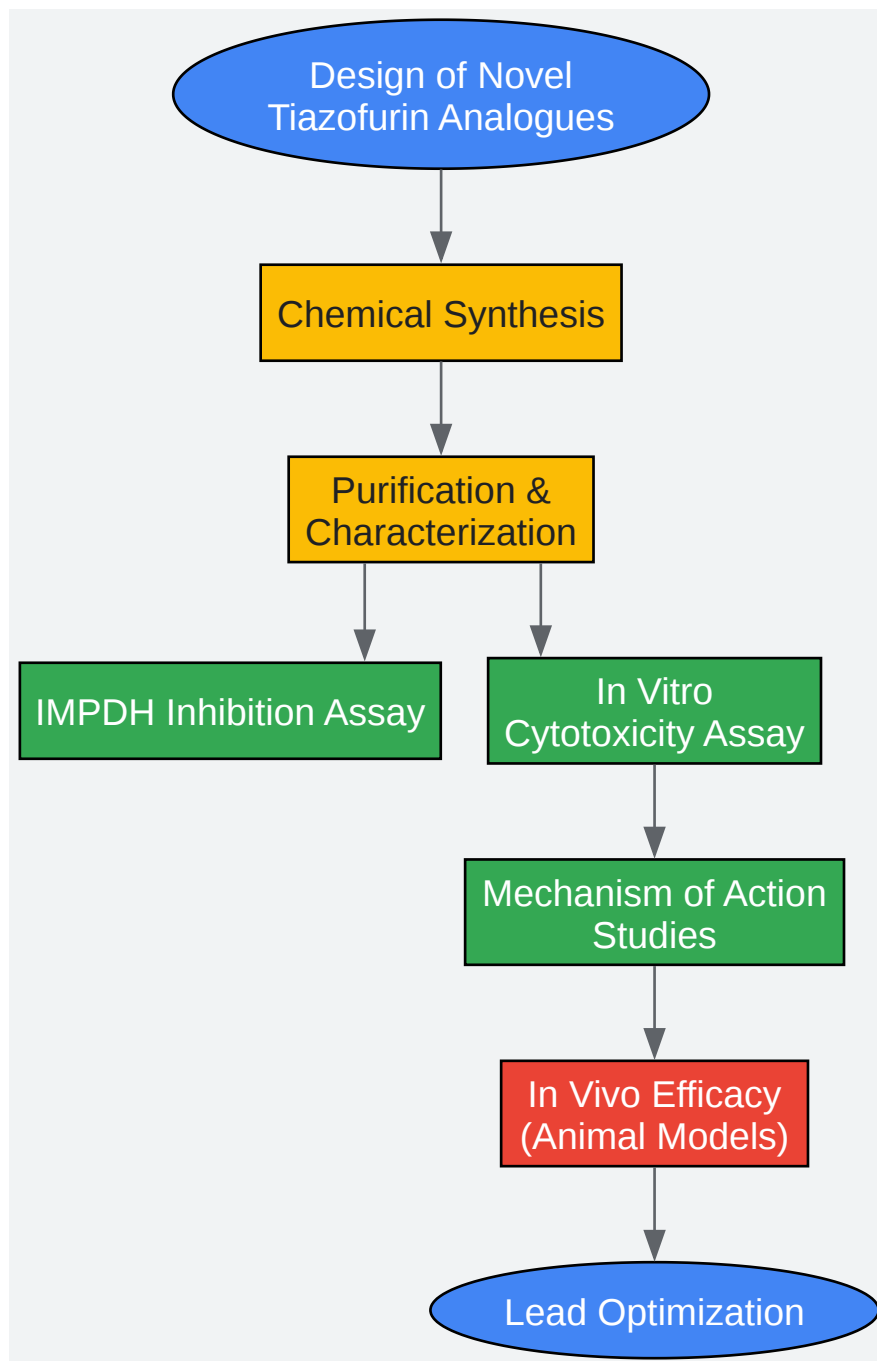 Design of Novel
Tiazofurin Analogues
Chemical Synthesis
Purification &
Characterization
IMPDH Inhibition Assay
In Vitro
Cytotoxicity Assay
Mechanism of Action
Studies
In Vivo Efficacy
(Animal Models)
Lead Optimization